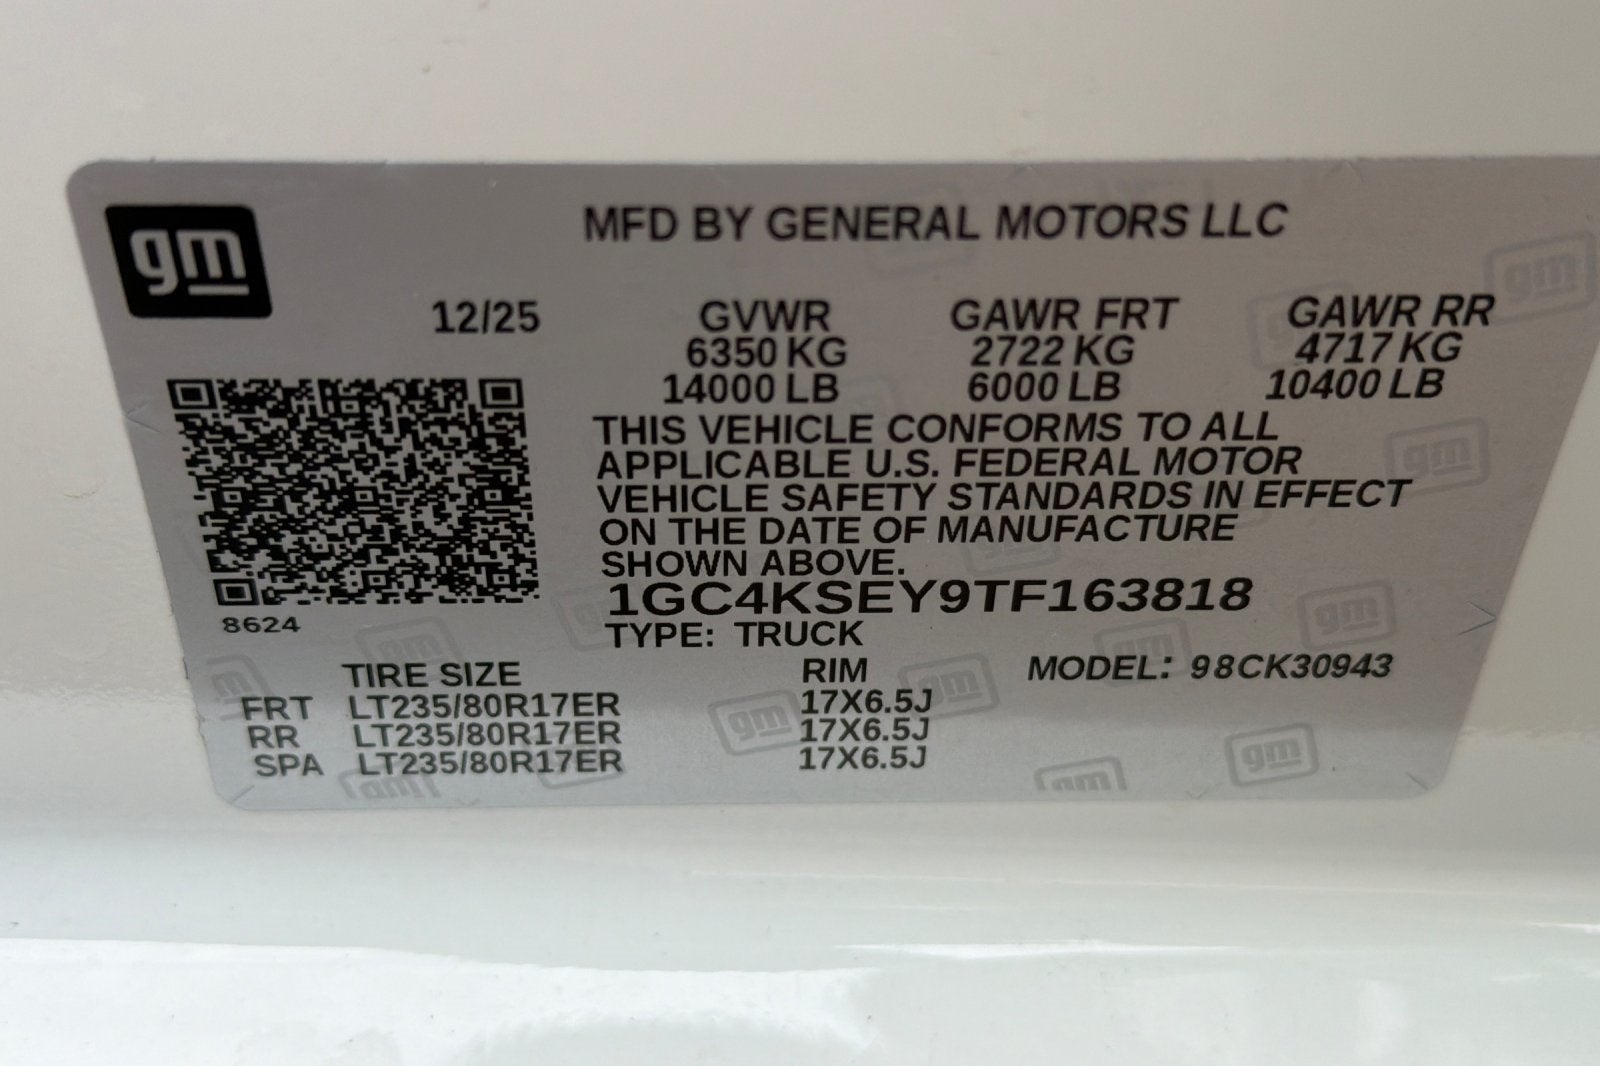 gm
MFD BY GENERAL MOTORS LLC
12/25 GVWR GAWR FRT GAWR RR
6350 KG 2722 KG 4717 KG
14000 LB 6000 LB 10400 LB
THIS VEHICLE CONFORMS TO ALL
APPLICABLE U.S. FEDERAL MOTOR
VEHICLE SAFETY STANDARDS IN EFFECT
ON THE DATE OF MANUFACTURE
SHOWN ABOVE.
1GC4KSEY9TF163818
8624
TYPE: TRUCK
TIRE SIZE RIM MODEL: 98CK30943
FRT LT235/80R17ER 17X6.5J
RR LT235/80R17ER 17X6.5J
SPA LT235/80R17ER 17X6.5J